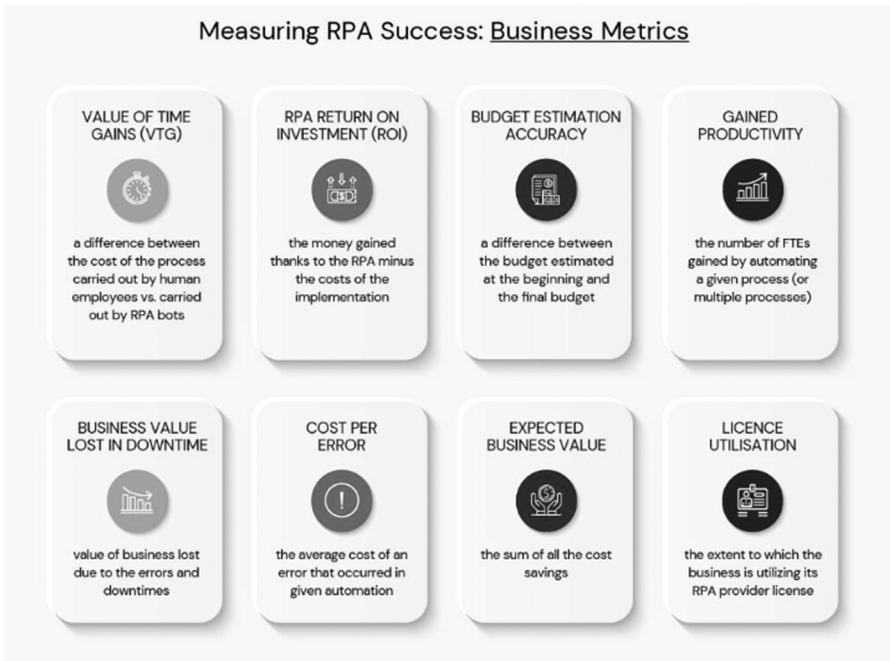 Measuring RPA Success: Business Metrics
VALUE OF TIME
GAINS (VTG)
a difference between
the cost of the process
carried out by human
employees vs. carried
out by RPA bots
RPA RETURN ON
INVESTMENT (ROI)
the money gained
thanks to the RPA minus
the costs of the
implementation
BUDGET ESTIMATION
ACCURACY
a difference between
the budget estimated
at the beginning and
the final budget
GAINED
PRODUCTIVITY
the number of FTEs
gained by automating
a given process (or
multiple processes)
BUSINESS VALUE
LOST IN DOWNTIME
value of business lost
due to the errors and
downtimes
COST PER
ERROR
the average cost of an
error that occurred in
given automation
EXPECTED
BUSINESS VALUE
the sum of all the cost
savings
LICENCE
UTILISATION
the extent to which the
business is utilizing its
RPA provider license